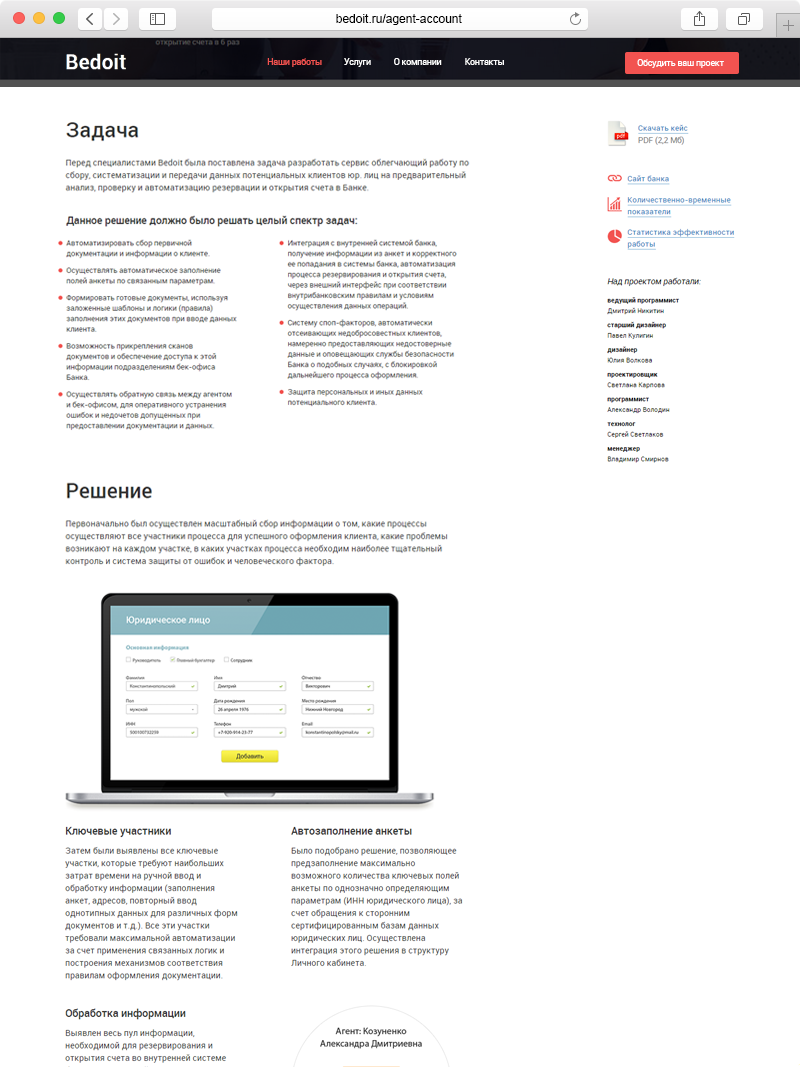 bedoit.ru/agent-account
открытие счета в 6 раз
Bedoit
Наши работы
Услуги
О компании
Контакты
Обсудить ваш проект
Задача
Перед специалистами Bedoit была поставлена задача разработать сервис облегчающий работу по
сбору, систематизации и передачи данных потенциальных клиентов юр. лиц на предварительный
анализ, проверку и автоматизацию резервации и открытия счета в Банке.
Данное решение должно было решать целый спектр задач:
Автоматизировать сбор первичной
документации и информации о клиенте.
Осуществлять автоматическое заполнение
полей анкеты по связанным параметрам.
Формировать готовые документы, используя
заложенные шаблоны и логики (правила)
заполнения этих документов при вводе данных
клиента.
Возможность прикрепления сканов
документов и обеспечение доступа к этой
информации подразделениям бек-офиса
Банка.
Осуществлять обратную связь между агентом
и бек-офисом, для оперативного устранения
ошибок и недочетов допущенных при
предоставлении документации и данных.
Интеграция с внутренней системой банка,
получение информации из анкет и корректного
ее попадания в системы банка, автоматизация
процесса резервирования и открытия счета,
через внешний интерфейс при соответствии
внутрибанковским правилам и условиям
осуществления данных операций.
Систему споп-факторов, автоматически
отсеивающих недобросовестных клиентов,
намеренно предоставляющих недостоверные
данные и оповещающих службы безопасности
Банка о подобных случаях, с блокировкой
дальнейшего процесса оформления.
Защита персональных и иных данных
потенциального клиента.
pdf
Скачать кейс
PDF (2,2 Мб)
Сайт банка
Количественно-временные
показатели
Статистика эффективности
работы
Над проектом работали:
ведущий программист
Дмитрий Никитин
старший дизайнер
Павел Кулигин
дизайнер
Юлия Волкова
проектировщик
Светлана Карпова
программист
Александр Володин
технолог
Сергей Светлаков
менеджер
Владимир Смирнов
Решение
Первоначально был осуществлен масштабный сбор информации о том, какие процессы
осуществляют все участники процесса для успешного оформления клиента, какие проблемы
возникают на каждом участке, в каких участках процесса необходим наиболее тщательный
контроль и система защиты от ошибок и человеческого фактора.
Юридическое лицо
Основная информация
Руководитель Главный бухгалтер Сотрудник
Фамилия Имя Отчество
Константинопольский Дмитрий Викторович
Пол Дата рождения Место рождения
мужской 26 апреля 1976 Нижний Новгород
ИНН Телефон Email
500100732259 +7-920-914-23-77 konstantinopolsky@mail.ru
Добавить
Ключевые участники
Затем были выявлены все ключевые
участки, которые требуют наибольших
затрат времени на ручной ввод и
обработку информации (заполнения
анкет, адресов, повторный ввод
однотипных данных для различных форм
документов и т.д.). Все эти участки
требовали максимальной автоматизации
за счет применения связанных логик и
построения механизмов соответствия
правилам оформления документации.
Автозаполнение анкеты
Было подобрано решение, позволяющее
предзаполнение максимально
возможного количества ключевых полей
анкеты по однозначно определяющим
параметрам (ИНН юридического лица), за
счет обращения к сторонним
сертифицированным базам данных
юридических лиц. Осуществлена
интеграция этого решения в структуру
Личного кабинета.
Обработка информации
Выявлен весь пул информации,
необходимой для резервирования и
открытия счета во внутренней системе
Агент: Козуненко
Александра Дмитриевна